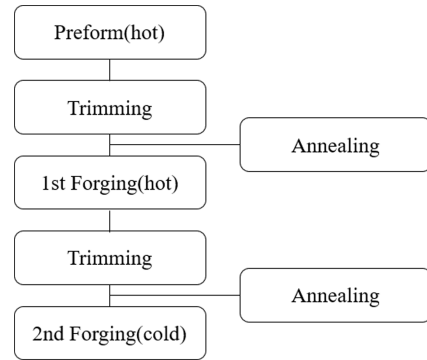 Preform(hot)
Trimming
Annealing
1st Forging(hot)
Trimming
Annealing
2nd Forging(cold)